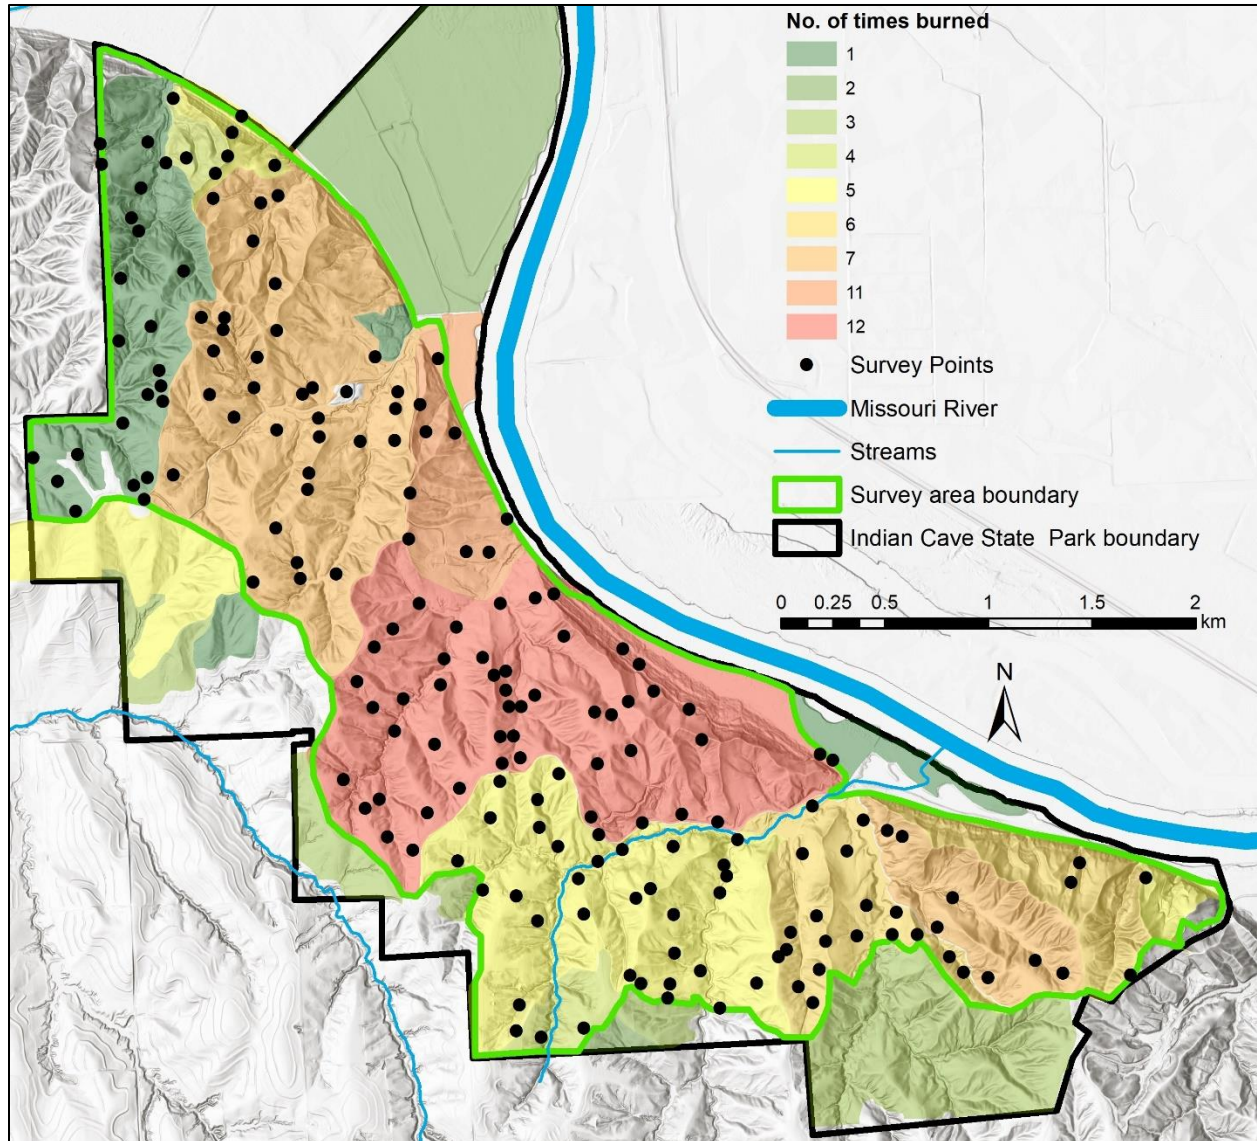 No. of times burned
1
2
3
4
5
6
7
11
12
Survey Points
Missouri River
Streams
Survey area boundary
Indian Cave State Park boundary
0 0.25 0.5 1 1.5 2
km
N